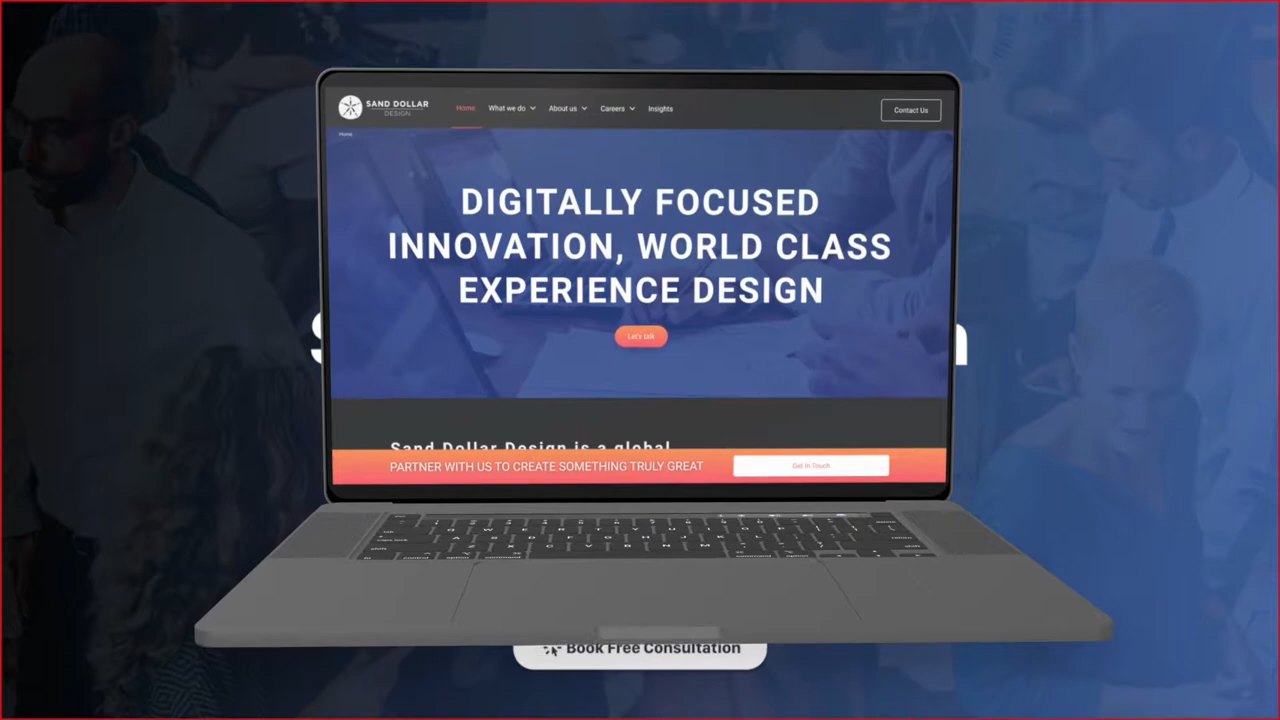 SAND DOLLAR
DESIGN
Home
What we do
About us
Careers
Insights
Contact Us
Home
DIGITALLY FOCUSED
INNOVATION, WORLD CLASS
EXPERIENCE DESIGN
Let's talk
Sand Dollar Design is a global
PARTNER WITH US TO CREATE SOMETHING TRULY GREAT
Get In Touch
Book Free Consultation